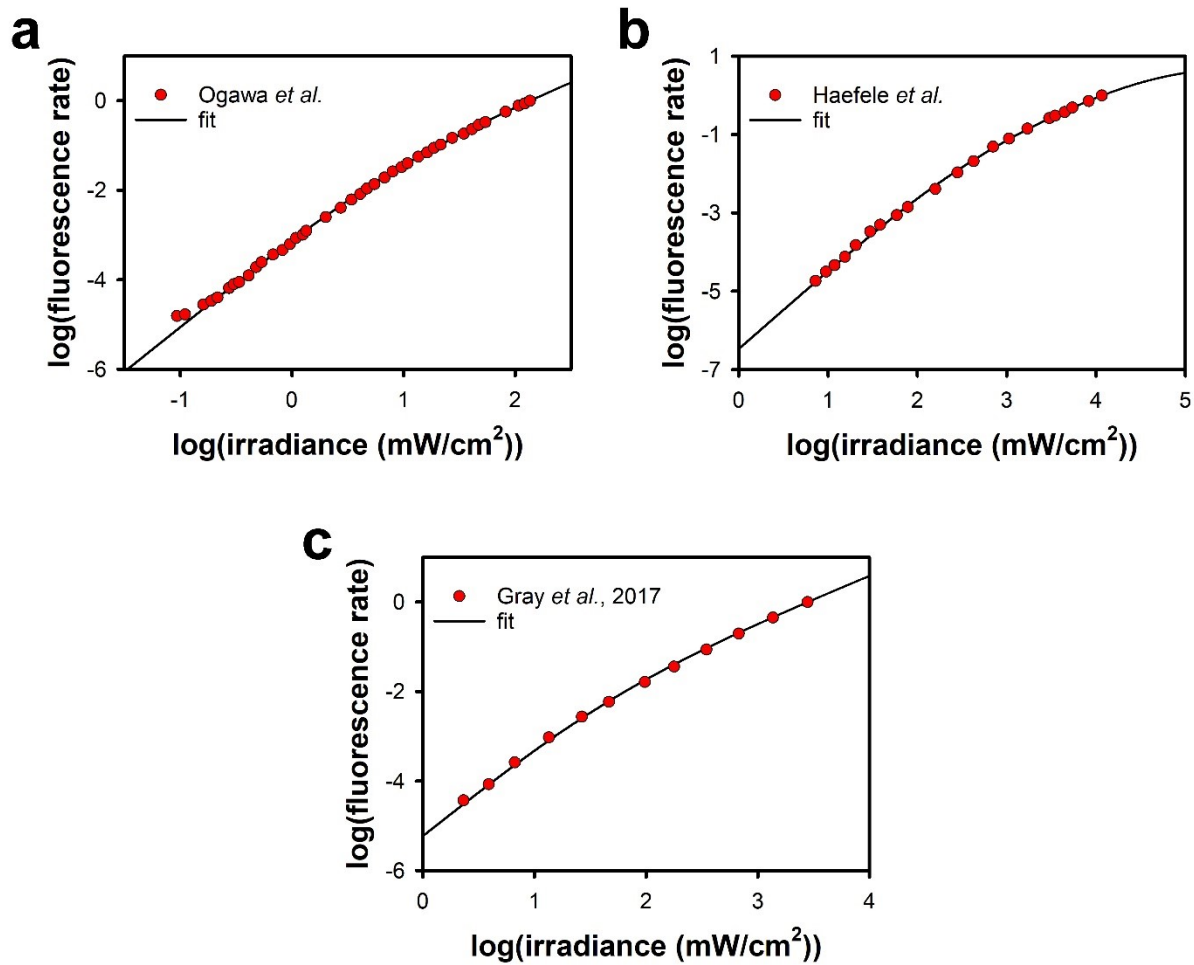 a
log(fluorescence rate)
0
-2
-4
-6
Ogawa et al.
fit
-1 0 1 2
log(irradiance (mW/cm²))
b
log(fluorescence rate)
1
-1
-3
-5
-7
Haefele et al.
fit
0 1 2 3 4 5
log(irradiance (mW/cm²))
c
log(fluorescence rate)
0
-2
-4
-6
Gray et al., 2017
fit
0 1 2 3 4
log(irradiance (mW/cm²))